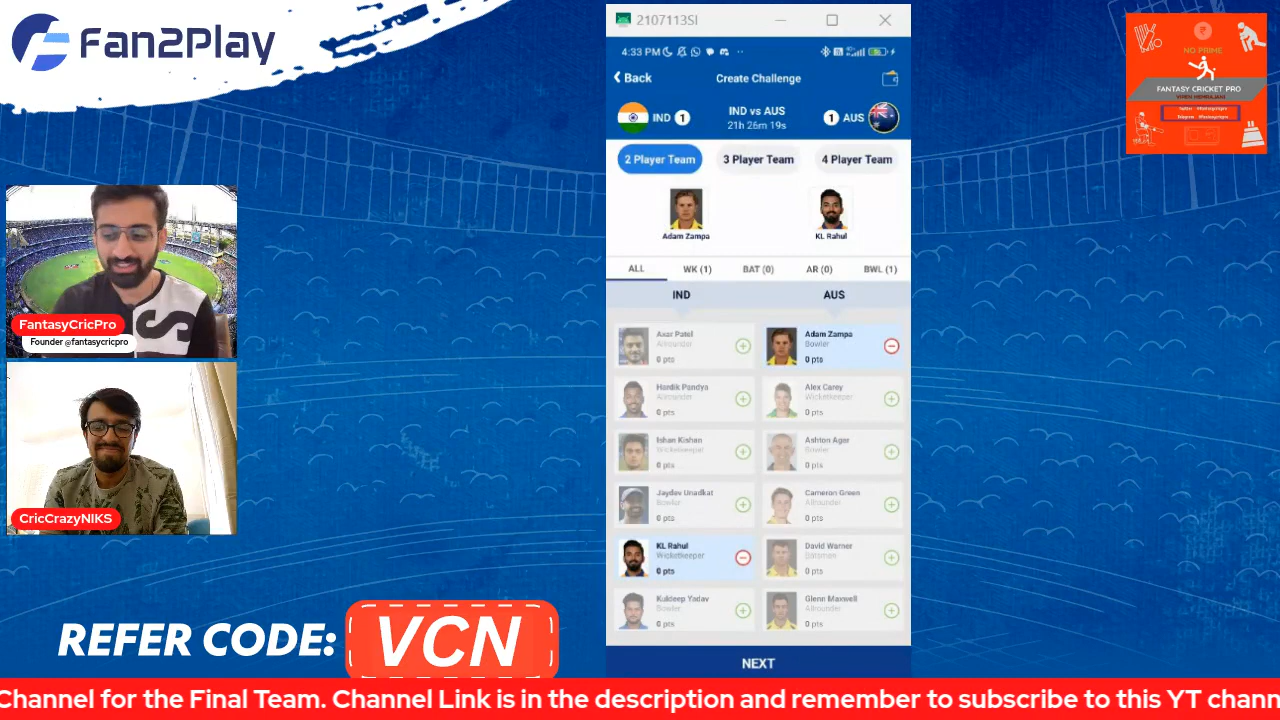 Fan2Play
2107113SI
4:33 PM
Back
Create Challenge
IND 1
IND vs AUS
21h 26m 19s
1 AUS
2 Player Team
3 Player Team
4 Player Team
Adam Zampa
KL Rahul
ALL
WK (1)
BAT (0)
AR (0)
BWL (1)
IND
AUS
Axar Patel
Allrounder
0 pts
Adam Zampa
Bowler
0 pts
Hardik Pandya
Allrounder
0 pts
Alex Carey
Wicketkeeper
0 pts
Ishan Kishan
Wicketkeeper
0 pts
Ashton Agar
Bowler
0 pts
Jaydev Unadkat
Bowler
0 pts
Cameron Green
Allrounder
0 pts
KL Rahul
Wicketkeeper
0 pts
David Warner
Batsman
0 pts
Kuldeep Yadav
Bowler
0 pts
Glenn Maxwell
Allrounder
0 pts
NEXT
NO PRIME
FANTASY CRICKET PRO
FantasyCricPro
Founder @fantasycricpro
CricCrazyNIKS
REFER CODE: VCN
Channel for the Final Team. Channel Link is in the description and remember to subscribe to this YT chann